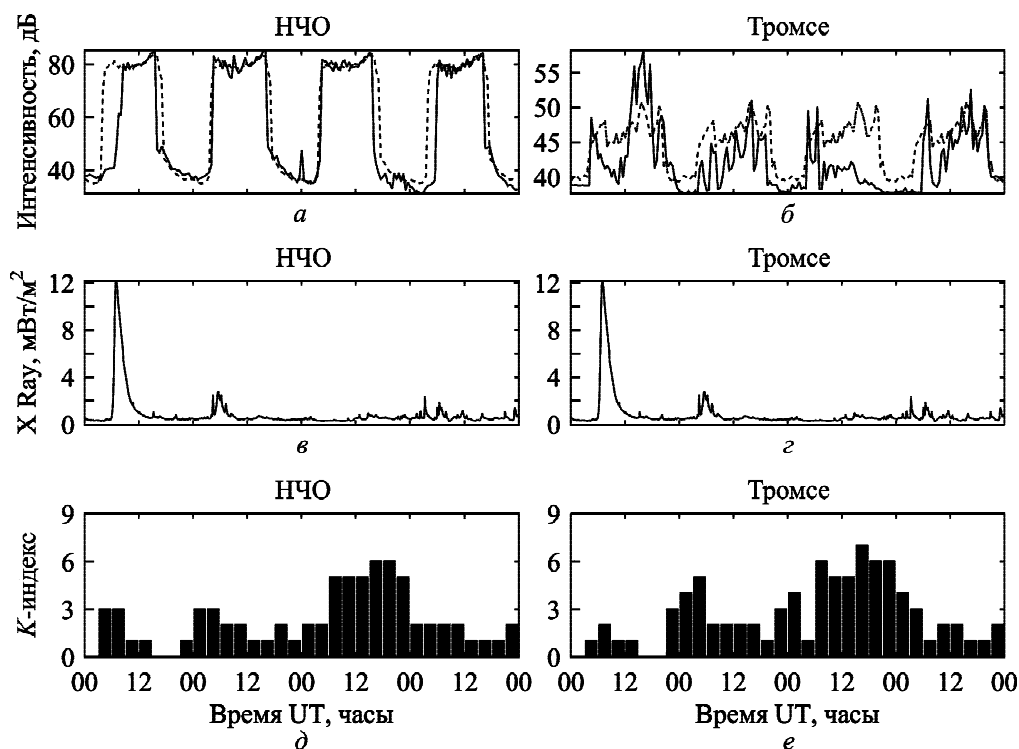 НЧО
Тромсе
Интенсивность, дБ
80
60
40
55
50
45
40
а
б
НЧО
Тромсе
X Ray, мВт/м²
12
8
4
0
12
8
4
0
в
г
НЧО
Тромсе
K-индекс
9
6
3
0
9
6
3
0
00 12 00 12 00 12 00 12 00
00 12 00 12 00 12 00 12 00
Время UT, часы
Время UT, часы
д
е